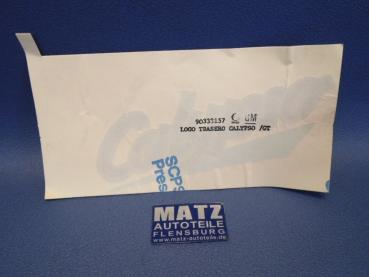 90335157 GM
LOGO TRASERO CALYPSO /GT
SCPS
Pres
MATZ
AUTOTEILE
FLENSBURG
www.matz-autoteile.de